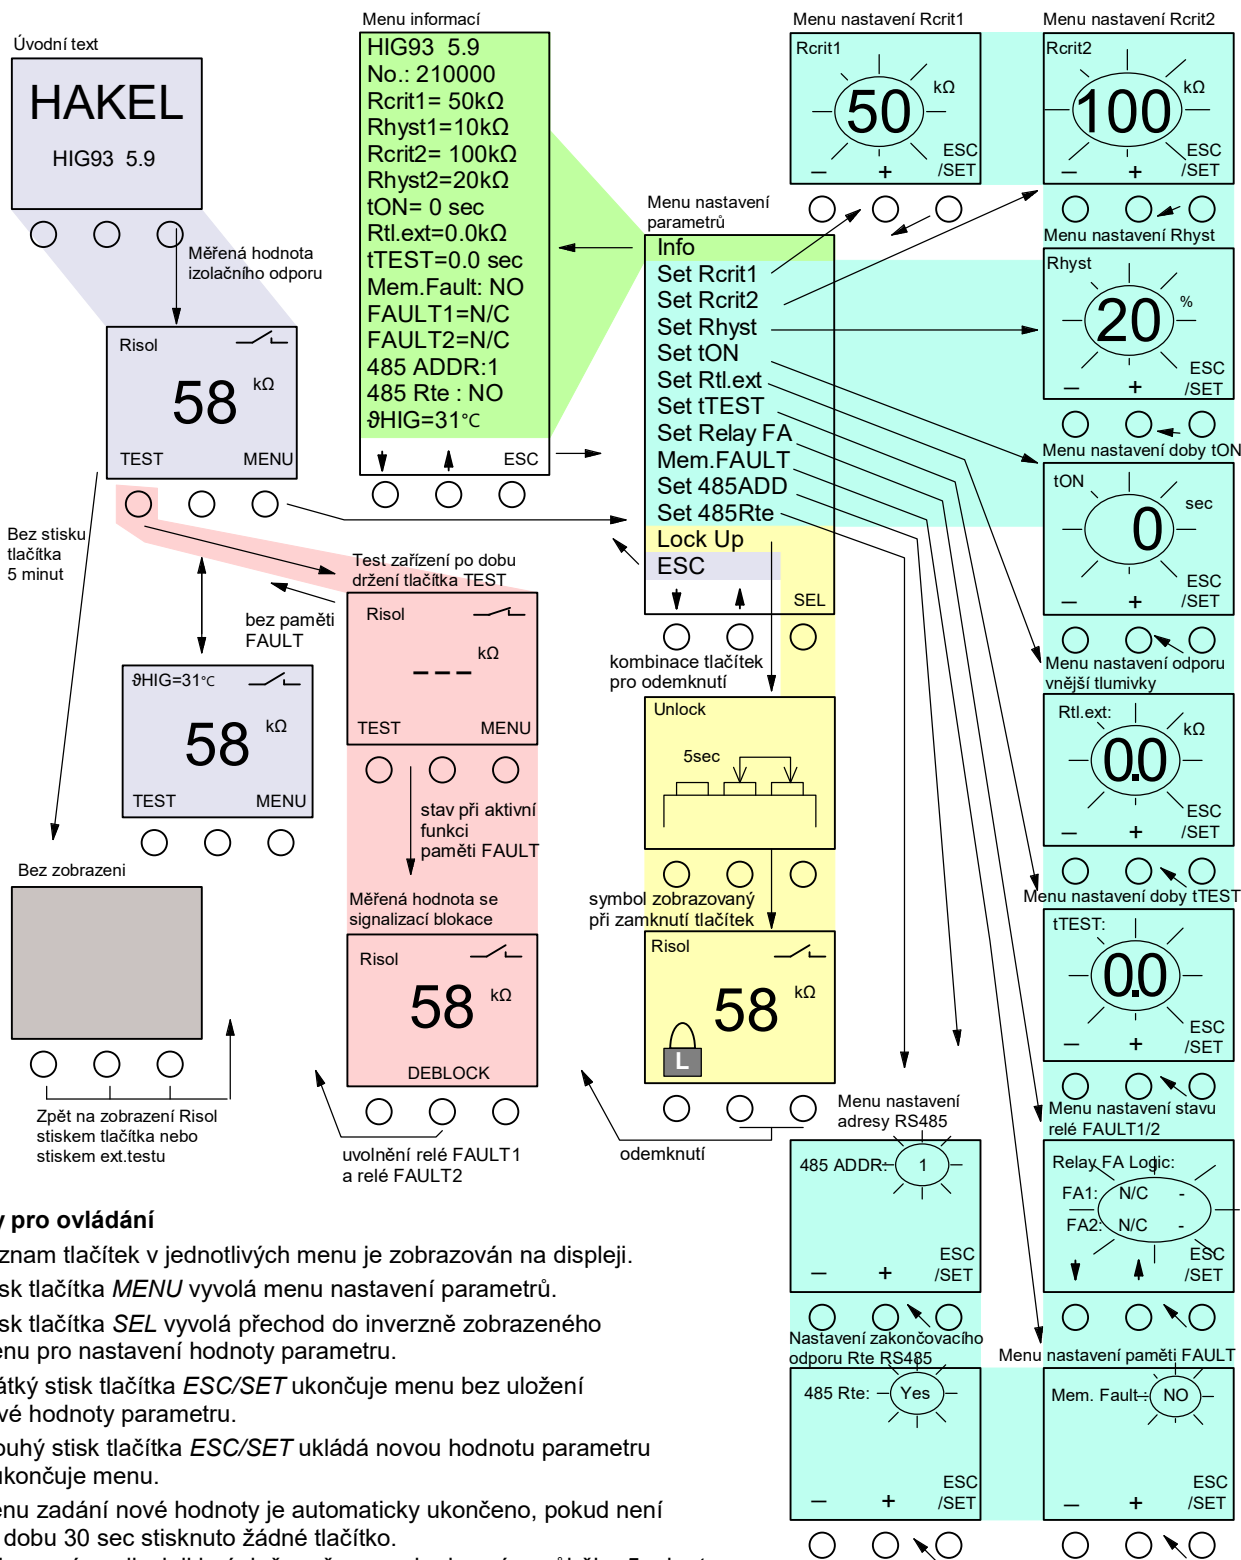 Úvodní text
HAKEL
HIG93 5.9
Měřená hodnota
izolačního odporu
Risol
58 kΩ
TEST MENU
Bez stisku
tlačítka
5 minut
ϑHIG=31°C
58 kΩ
TEST MENU
Bez zobrazeni
Zpět na zobrazení Risol
stiskem tlačítka nebo
stiskem ext.testu
Menu informací
HIG93 5.9
No.: 210000
Rcrit1= 50kΩ
Rhyst1=10kΩ
Rcrit2= 100kΩ
Rhyst2=20kΩ
tON= 0 sec
Rtl.ext=0.0kΩ
tTEST=0.0 sec
Mem.Fault: NO
FAULT1=N/C
FAULT2=N/C
485 ADDR:1
485 Rte : NO
ϑHIG=31°C
ESC
Test zařízení po dobu
držení tlačítka TEST
bez paměti
FAULT
Risol
kΩ
– – –
TEST MENU
stav při aktivní
funkci
paměti FAULT
Měřená hodnota se
signalizací blokace
Risol
58 kΩ
DEBLOCK
uvolnění relé FAULT1
a relé FAULT2
Menu nastavení
parametrů
Info
Set Rcrit1
Set Rcrit2
Set Rhyst
Set tON
Set Rtl.ext
Set tTEST
Set Relay FA
Mem.FAULT
Set 485ADD
Set 485Rte
Lock Up
ESC
SEL
kombinace tlačítek
pro odemknutí
Unlock
5sec
symbol zobrazovaný
při zamknutí tlačítek
Risol
58 kΩ
L
odemknutí
Menu nastavení Rcrit1
Rcrit1
50 kΩ
ESC
– + /SET
Menu nastavení Rcrit2
Rcrit2
100 kΩ
ESC
– + /SET
Menu nastavení Rhyst
Rhyst
20 %
ESC
– + /SET
Menu nastavení doby tON
tON
0 sec
ESC
– + /SET
Menu nastavení odporu
vnější tlumivky
Rtl.ext:
0.0 kΩ
ESC
– + /SET
Menu nastavení doby tTEST
tTEST:
0.0
ESC
– + /SET
Menu nastavení stavu
relé FAULT1/2
Relay FA Logic:
FA1: N/C -
FA2: N/C -
ESC
/SET
Menu nastavení
adresy RS485
485 ADDR: 1
ESC
– + /SET
Nastavení zakončovacího
odporu Rte RS485
485 Rte: Yes
ESC
– + /SET
Menu nastavení paměti FAULT
Mem. Fault : NO
ESC
– + /SET
pro ovládání
znam tlačítek v jednotlivých menu je zobrazován na displeji.
sk tlačítka MENU vyvolá menu nastavení parametrů.
sk tlačítka SEL vyvolá přechod do inverzně zobrazeného
enu pro nastavení hodnoty parametru.
átký stisk tlačítka ESC/SET ukončuje menu bez uložení
vé hodnoty parametru.
ouhý stisk tlačítka ESC/SET ukládá novou hodnotu parametru
ukončuje menu.
enu zadání nové hodnoty je automaticky ukončeno, pokud není
dobu 30 sec stisknuto žádné tlačítko.